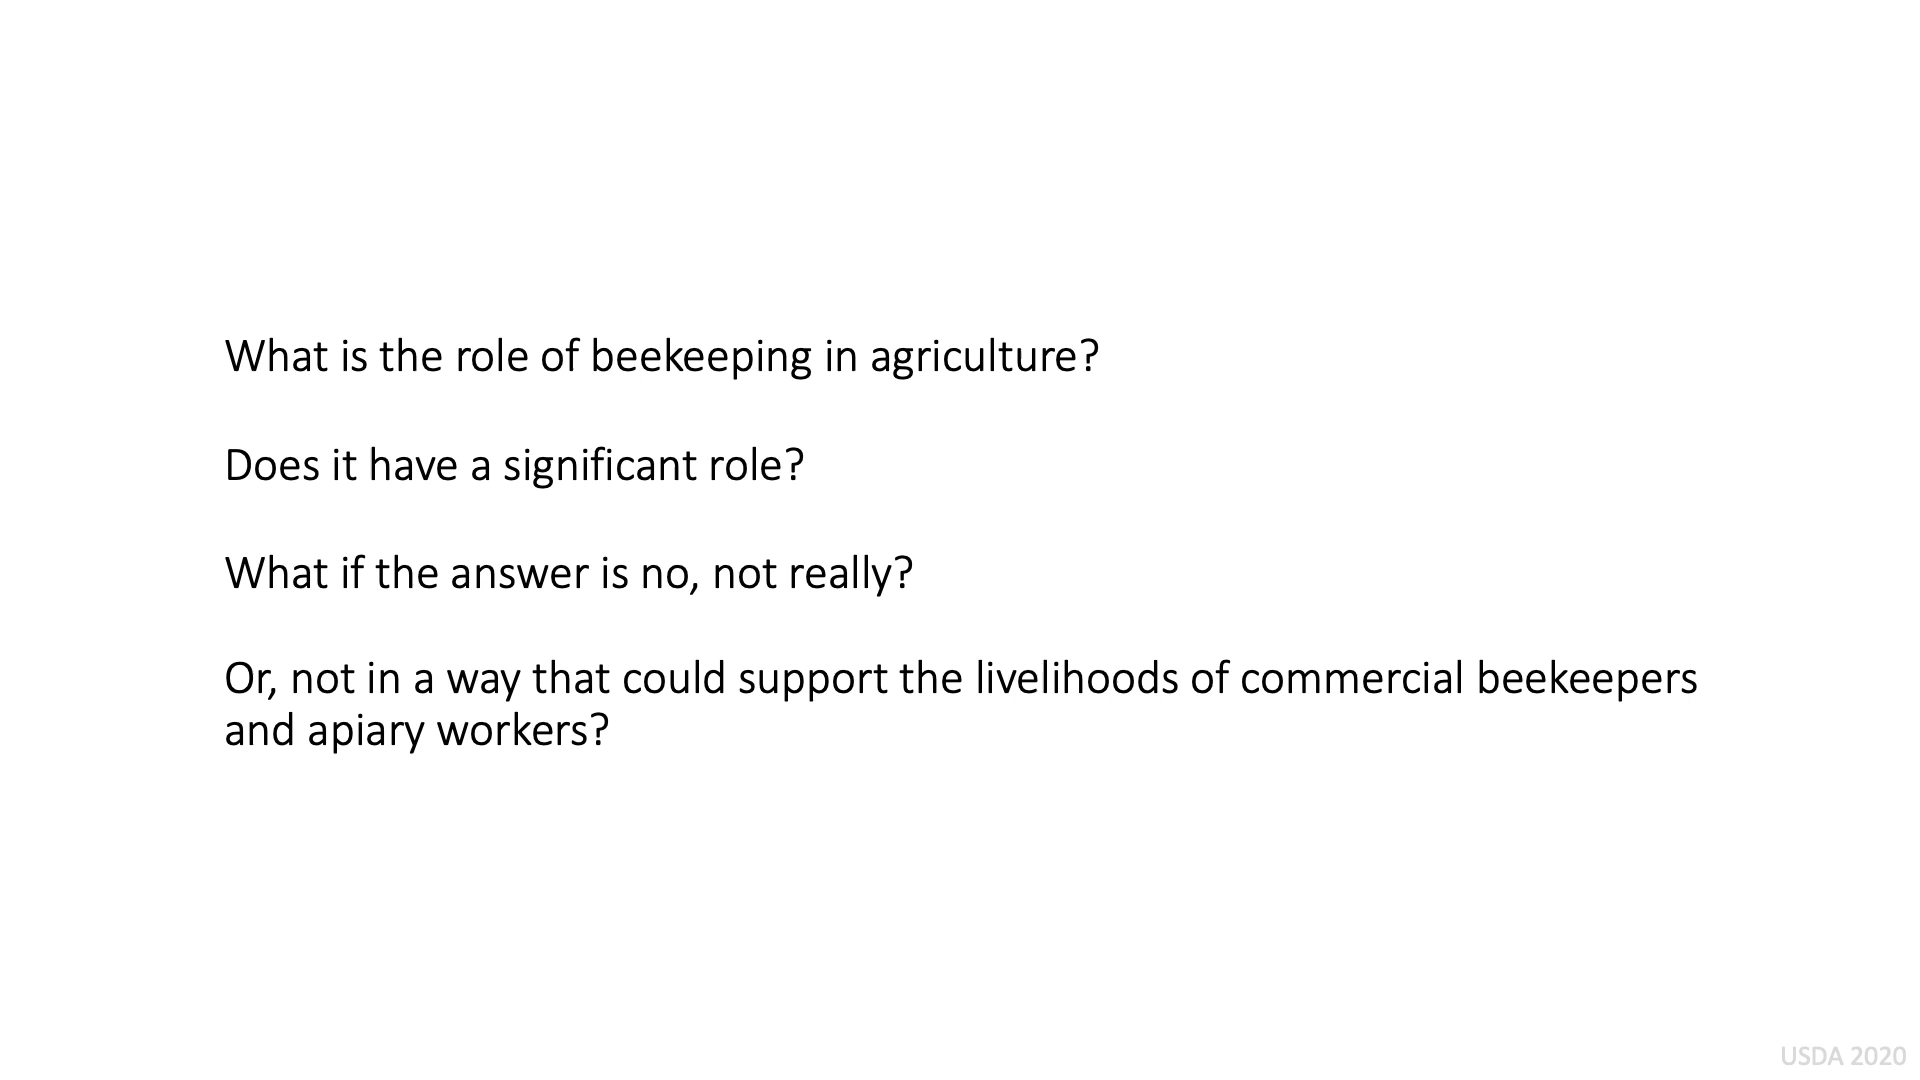 What is the role of beekeeping in agriculture?
Does it have a significant role?
What if the answer is no, not really?
Or, not in a way that could support the livelihoods of commercial beekeepers
and apiary workers?
USDA 2020